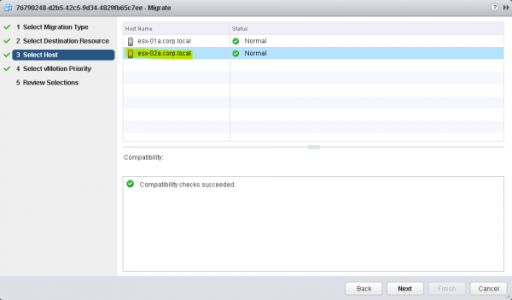 76790248-d2b5-42c5-9d34-4829fb65c7ee - Migrate
1 Select Migration Type
2 Select Destination Resource
3 Select Host
4 Select vMotion Priority
5 Review Selections
Host Name Status
esx-01a.corp.local Normal
esx-02a.corp.local Normal
Compatibility:
Compatibility checks succeeded.
Back Next Finish Cancel